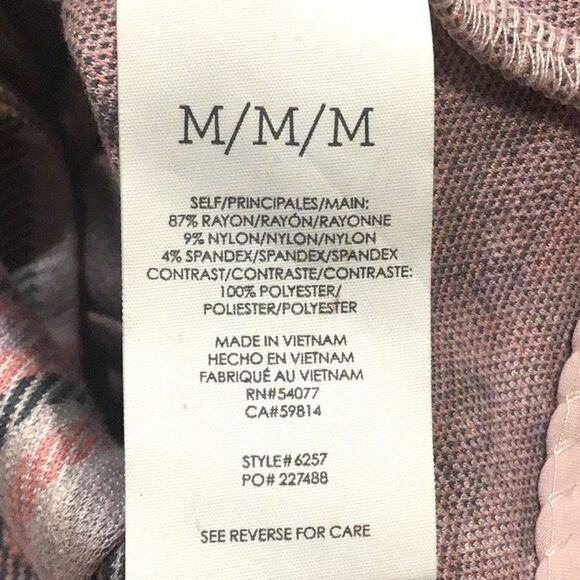 M/M/M
SELF/PRINCIPALES/MAIN:
87% RAYON/RAYÓN/RAYONNE
9% NYLON/NYLON/NYLON
4% SPANDEX/SPANDEX/SPANDEX
CONTRAST/CONTRASTE/CONTRASTE:
100% POLYESTER/
POLIESTER/POLYESTER
MADE IN VIETNAM
HECHO EN VIETNAM
FABRIQUÉ AU VIETNAM
RN#54077
CA#59814
STYLE#6257
PO# 227488
SEE REVERSE FOR CARE